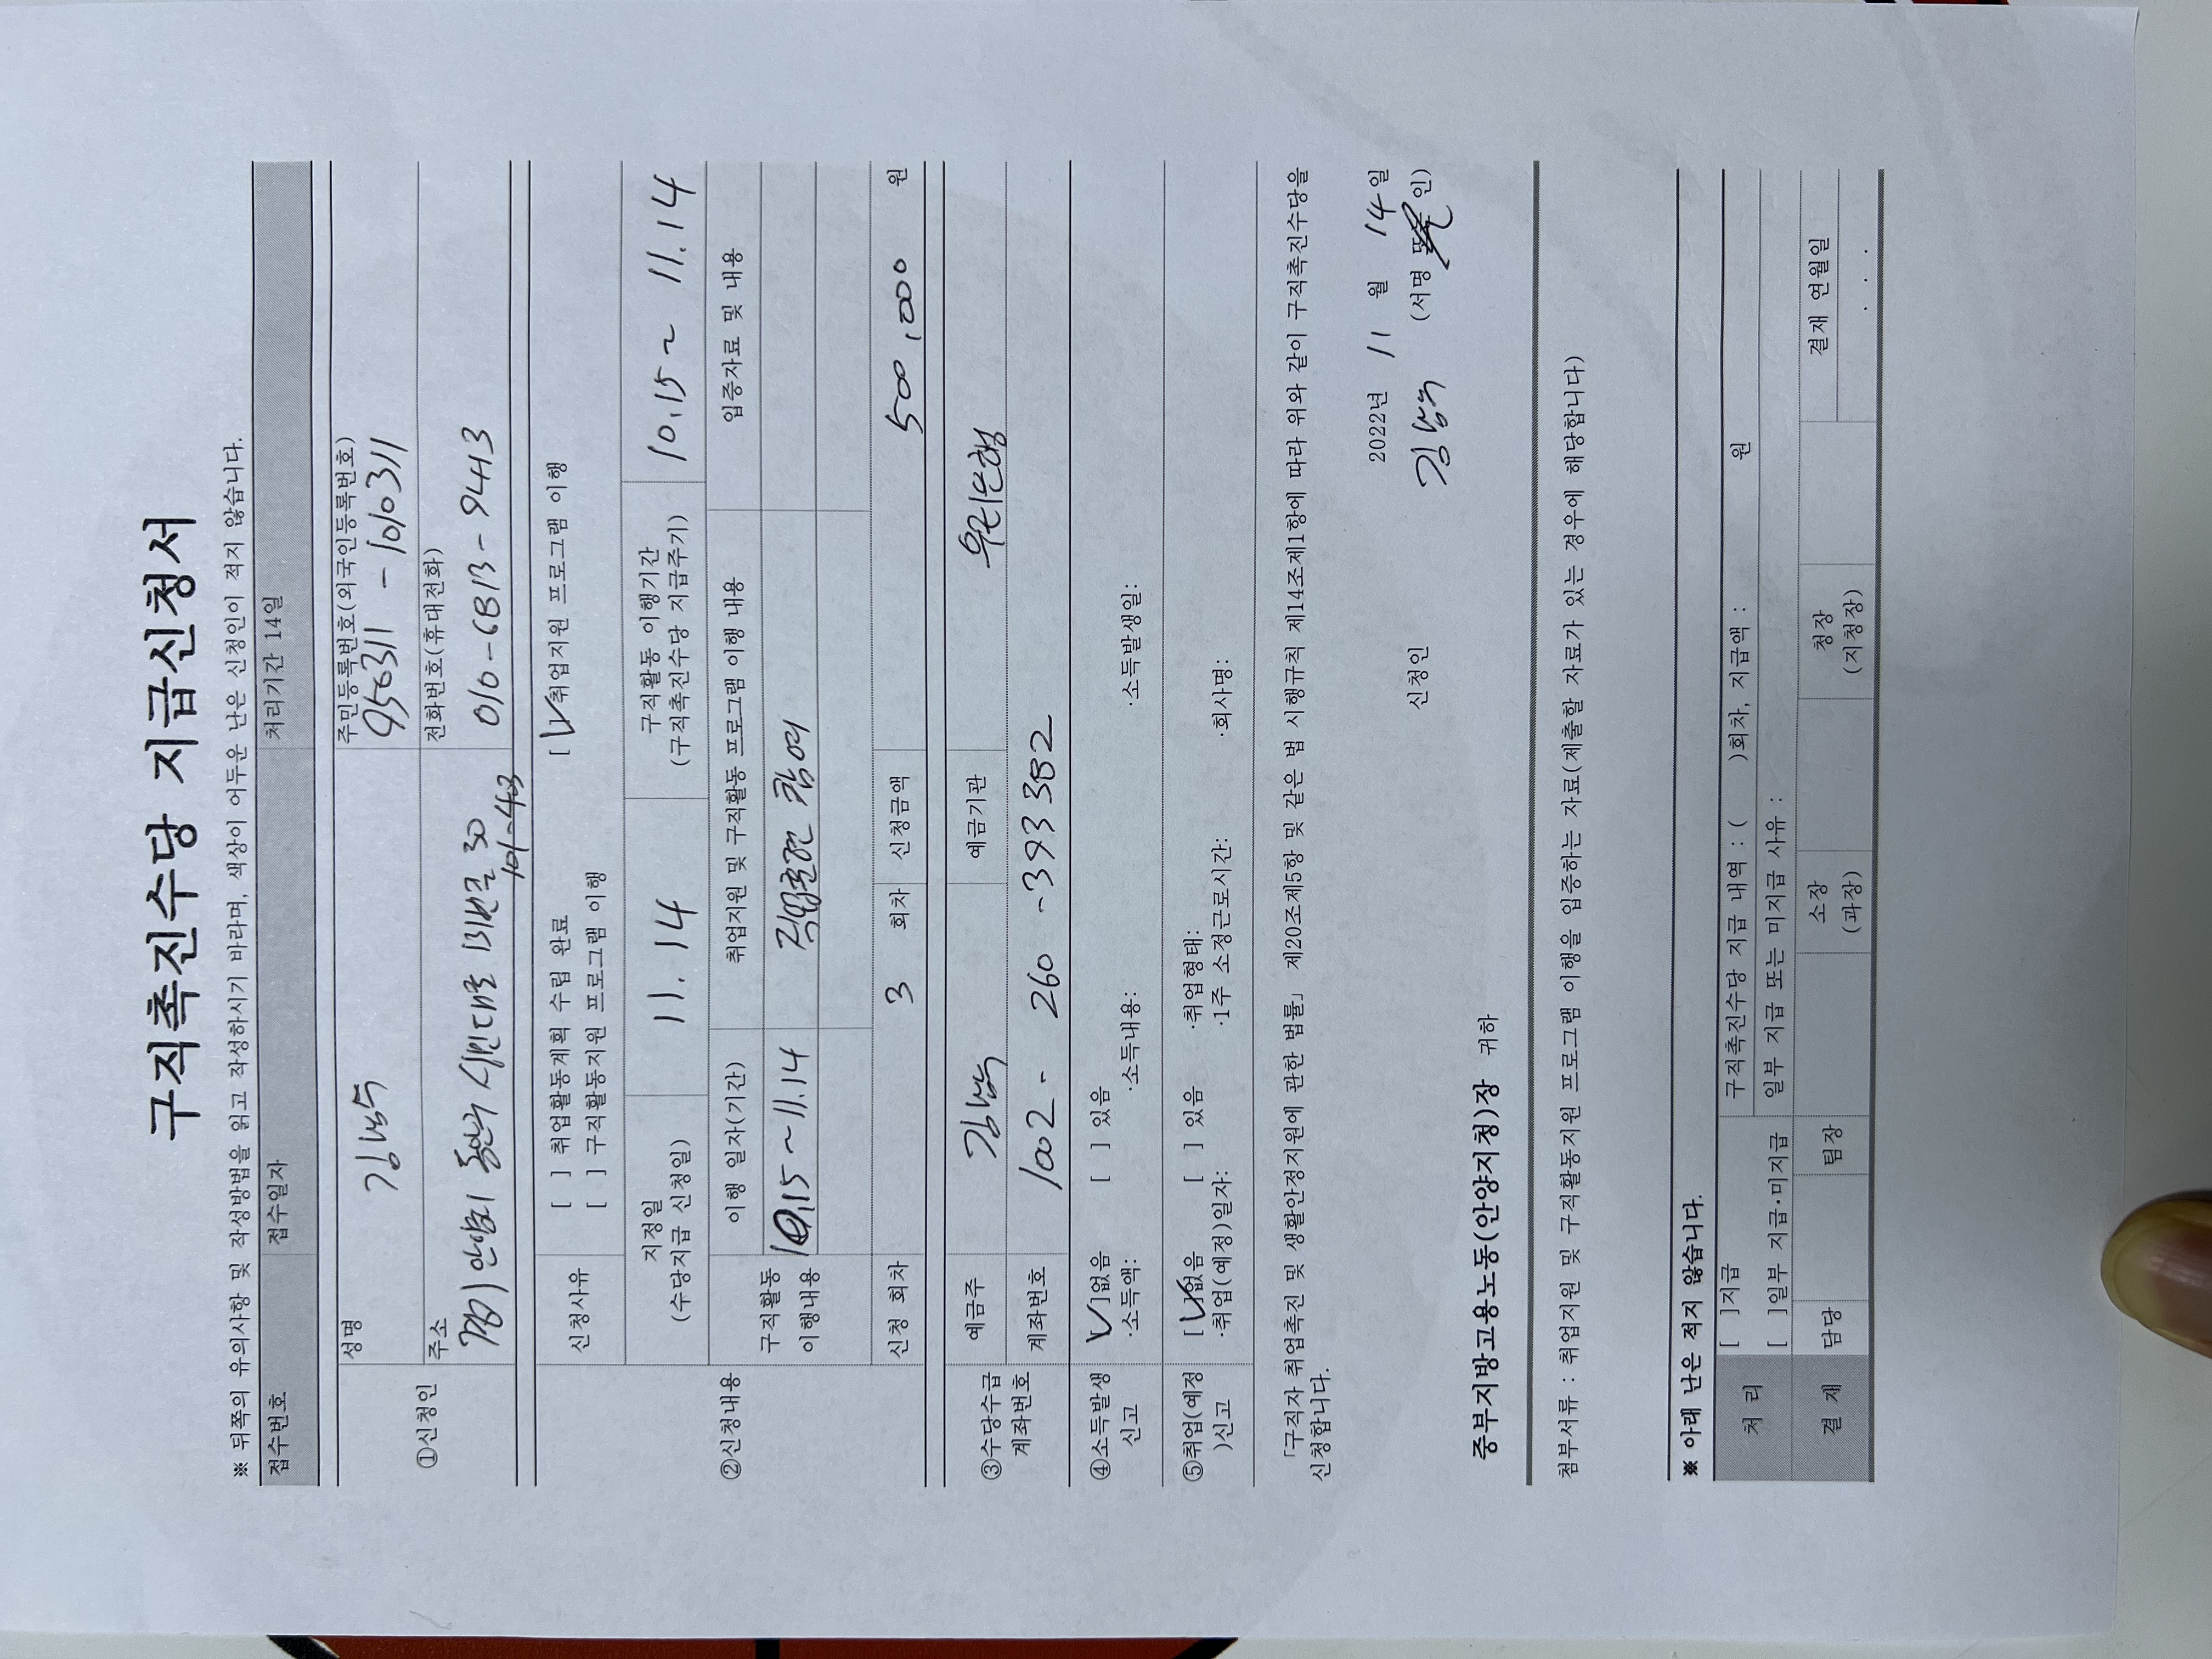 구직촉진수당 지급신청서
※ 뒤쪽의 유의사항 및 작성방법을 읽고 작성하시기 바라며, 색상이 어두운 난은 신청인이 적지 않습니다.
접수번호 접수일자 처리기간 14일
성명 주민등록번호(외국인등록번호)
김남수 950311 - 1010311
①신청인
주소 전화번호(휴대전화)
경기 안양시 동안구 시민대로 131번길 30 010-6813-9413
101-403
신청사유 [ ] 취업활동계획 수립 완료 [√] 취업지원 프로그램 이행
[ ] 구직활동지원 프로그램 이행
지정일 구직활동 이행기간
(수당지급 신청일) 11. 14 (구직촉진수당 지급주기) 10.15 ~ 11.14
②신청내용
이행 일자(기간) 취업지원 및 구직활동 프로그램 이행 내용 입증자료 및 내용
구직활동
이행내용 10.15 ~ 11.14 직업훈련 참여
신청 회차 3 회차 신청금액 500,000 원
③수당수급 예금주 김남수 예금기관 우리은행
계좌번호 계좌번호 1002 - 260 - 393382
④소득발생 [√]없음 [ ] 있음
신고 ·소득액: ·소득내용: ·소득발생일:
⑤취업(예정 [√]없음 [ ] 있음 ·취업형태:
)신고 ·취업(예정)일자: ·1주 소정근로시간: ·회사명:
「구직자 취업촉진 및 생활안정지원에 관한 법률」 제20조제5항 및 같은 법 시행규칙 제14조제1항에 따라 위와 같이 구직촉진수당을
신청합니다.
2022년 11 월 14 일
신청인 김남수 (서명 또는 인)
중부지방고용노동(안양지청)장 귀하
첨부서류 : 취업지원 및 구직활동지원 프로그램 이행을 입증하는 자료(제출할 자료가 있는 경우에 해당합니다)
※ 아래 난은 적지 않습니다.
처 리 [ ]지급 구직촉진수당 지급 내역 : ( )회차, 지급액 : 원
[ ]일부 지급·미지급 일부 지급 또는 미지급 사유 :
결 재 담당 팀장 소장 청장 결재 연월일
(과장) (지청장) . . .